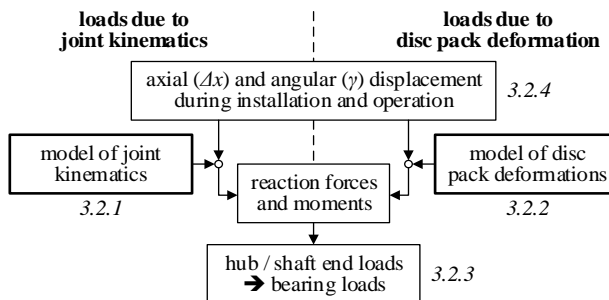 loads due to
joint kinematics
loads due to
disc pack deformation
axial (Δx) and angular (γ) displacement
during installation and operation
3.2.4
model of joint
kinematics
3.2.1
reaction forces
and moments
model of disc
pack deformations
3.2.2
hub / shaft end loads
➔ bearing loads
3.2.3